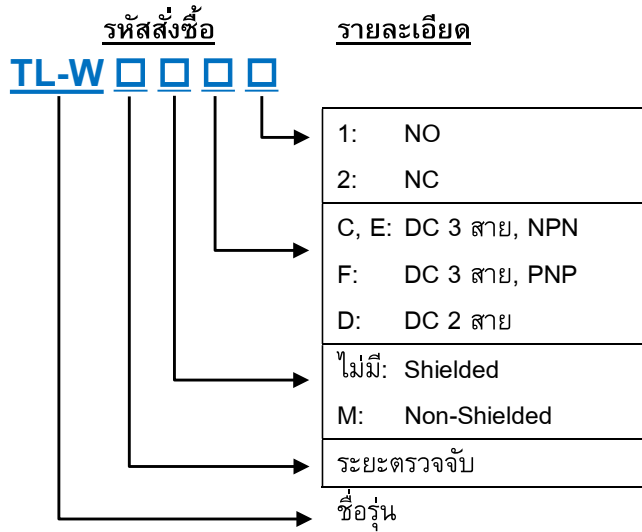 รหัสสั่งซื้อ รายละเอียด
TL-W □ □ □ □
1: NO
2: NC
C, E: DC 3 สาย, NPN
F: DC 3 สาย, PNP
D: DC 2 สาย
ไม่มี: Shielded
M: Non-Shielded
ระยะตรวจจับ
ชื่อรุ่น